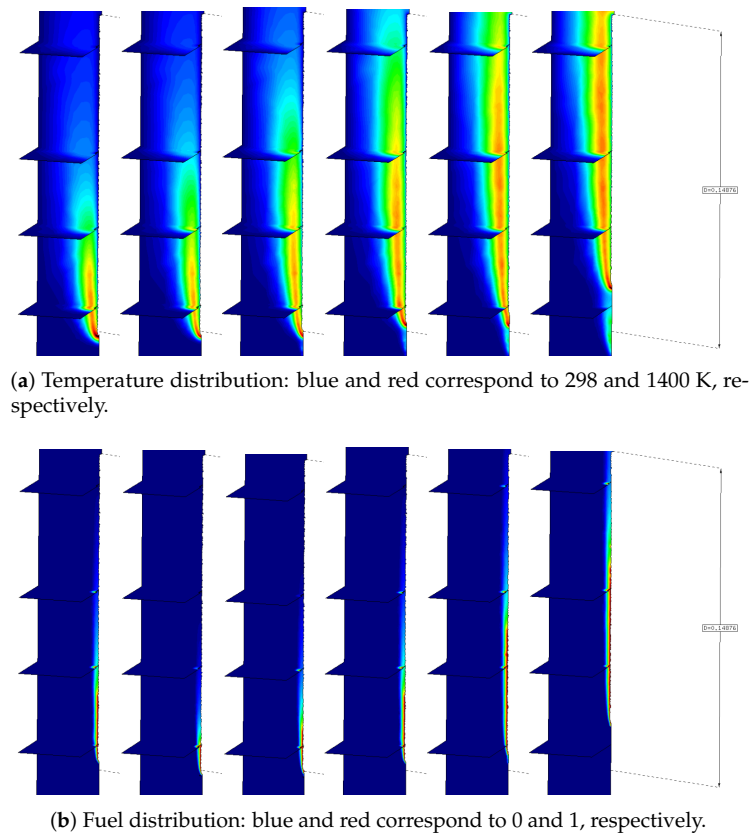 D=0.14876
(a) Temperature distribution: blue and red correspond to 298 and 1400 K, re-
spectively.
D=0.14876
(b) Fuel distribution: blue and red correspond to 0 and 1, respectively.